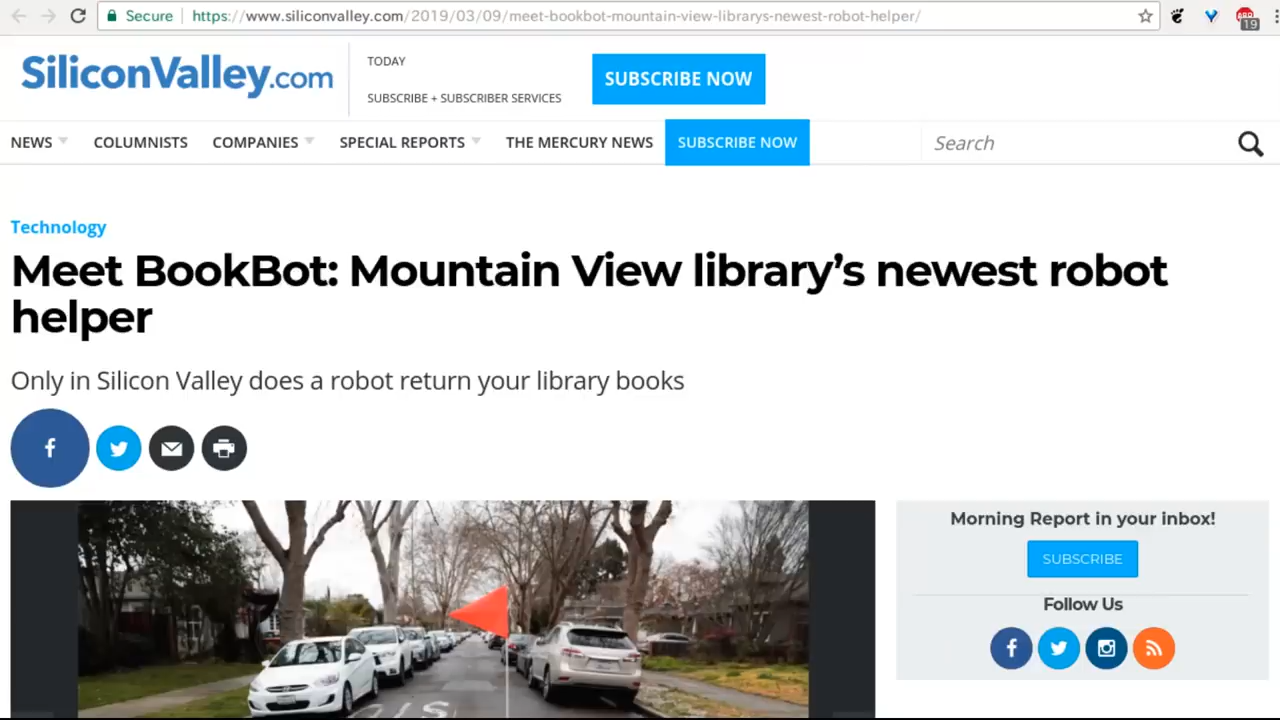 Secure https://www.siliconvalley.com/2019/03/09/meet-bookbot-mountain-view-librarys-newest-robot-helper/
19
SiliconValley.com
TODAY
SUBSCRIBE + SUBSCRIBER SERVICES
SUBSCRIBE NOW
NEWS COLUMNISTS COMPANIES SPECIAL REPORTS THE MERCURY NEWS SUBSCRIBE NOW Search
Technology
Meet BookBot: Mountain View library’s newest robot
helper
Only in Silicon Valley does a robot return your library books
Morning Report in your inbox!
SUBSCRIBE
Follow Us